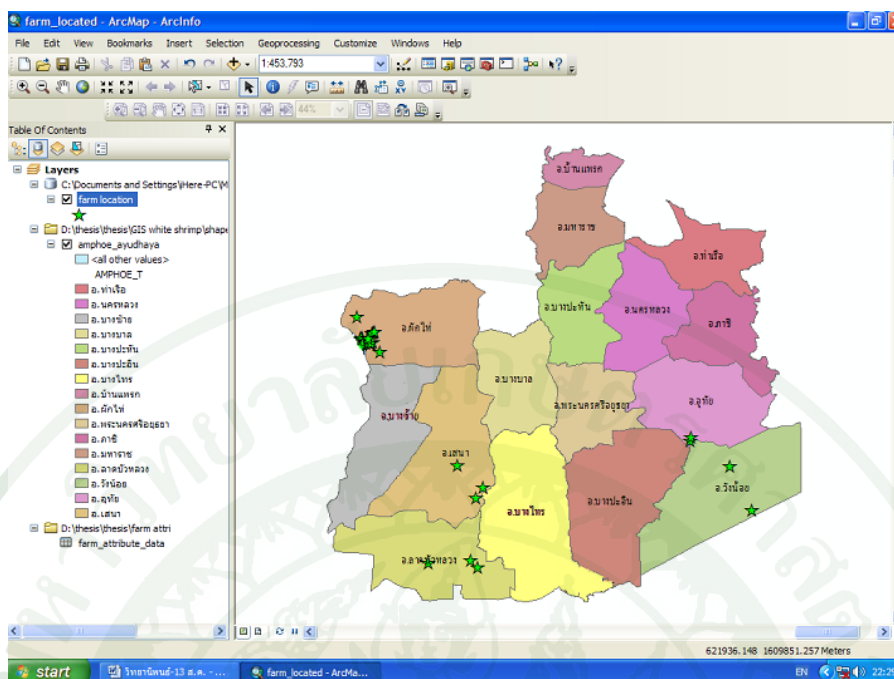 farm_located - ArcMap - ArcInfo
File Edit View Bookmarks Insert Selection Geoprocessing Customize Windows Help
1:453.793
44%
Table Of Contents
Layers
C:\Documents and Settings\Here-PC\M
farm location
D:\thesis\thesis\GIS white shrimp\shape
amphoe_ayudhaya
<all other values>
AMPHOE_T
อ.ท่าเรือ
อ.นครหลวง
อ.บางซ้าย
อ.บางบาล
อ.บางปะหัน
อ.บางปะอิน
อ.บางไทร
อ.บ้านแพรก
อ.ผักไห่
อ.พระนครศรีอยุธยา
อ.ภาชี
อ.มหาราช
อ.ลาดบัวหลวง
อ.วังน้อย
อ.อุทัย
อ.เสนา
D:\thesis\thesis\farm attri
farm_attribute_data
อ.บ้านแพรก
อ.มหาราช
อ.ท่าเรือ
อ.บางปะหัน
อ.นครหลวง
อ.ผักไห่
อ.ภาชี
อ.บางบาล
อ.พระนครศรีอยุธยา
อ.อุทัย
อ.บางซ้าย
อ.เสนา
อ.วังน้อย
อ.บางไทร
อ.บางปะอิน
อ.ลาดบัวหลวง
621936.148 1609851.257 Meters
start วิทยานิพนธ์-13 ส.ค. - ... farm_located - ArcMa... EN 22:29